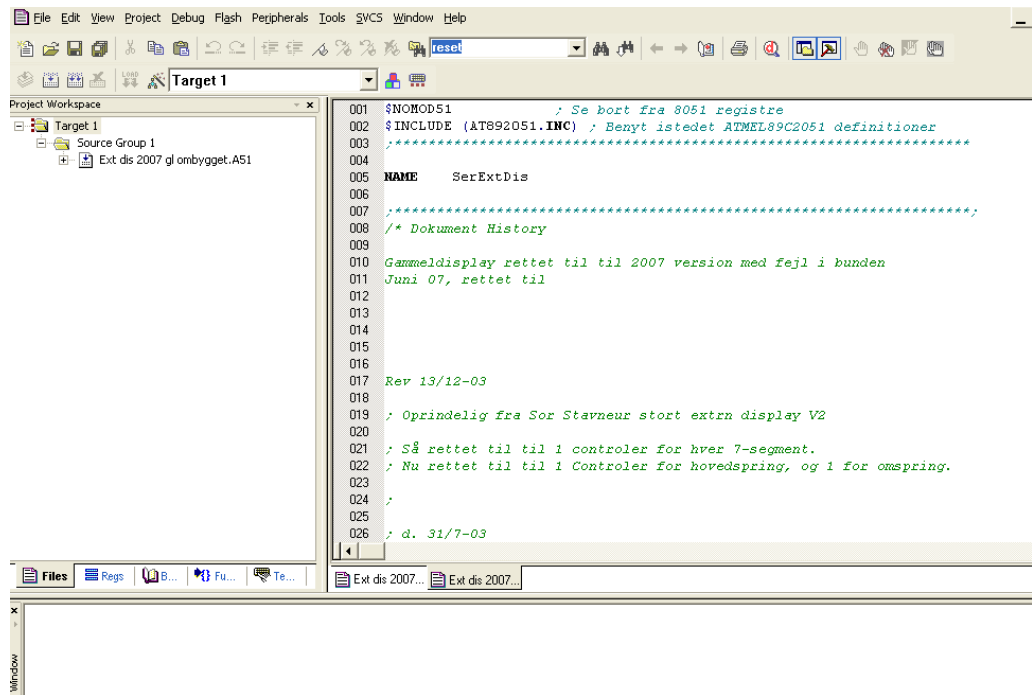 File Edit View Project Debug Flash Peripherals Tools SVCS Window Help
reset
LOAD
Target 1
Project Workspace
Target 1
Source Group 1
Ext dis 2007 gl ombygget.A51
001 $NOMOD51 ; Se bort fra 8051 registre
002 $INCLUDE (AT892051.INC) ; Benyt istedet ATMEL89C2051 definitioner
003 ;********************************************************************
004
005 NAME SerExtDis
006
007 ;********************************************************************;
008 /* Dokument History
009
010 Gammeldisplay rettet til til 2007 version med fejl i bunden
011 Juni 07, rettet til
012
013
014
015
016
017 Rev 13/12-03
018
019 ; Oprindelig fra Sor Stavneur stort extrn display V2
020
021 ; Så rettet til til 1 controler for hver 7-segment.
022 ; Nu rettet til til 1 Controler for hovedspring, og 1 for omspring.
023
024 ;
025
026 ; d. 31/7-03
Files Regs B... Fu... Te...
Ext dis 2007... Ext dis 2007...
Window